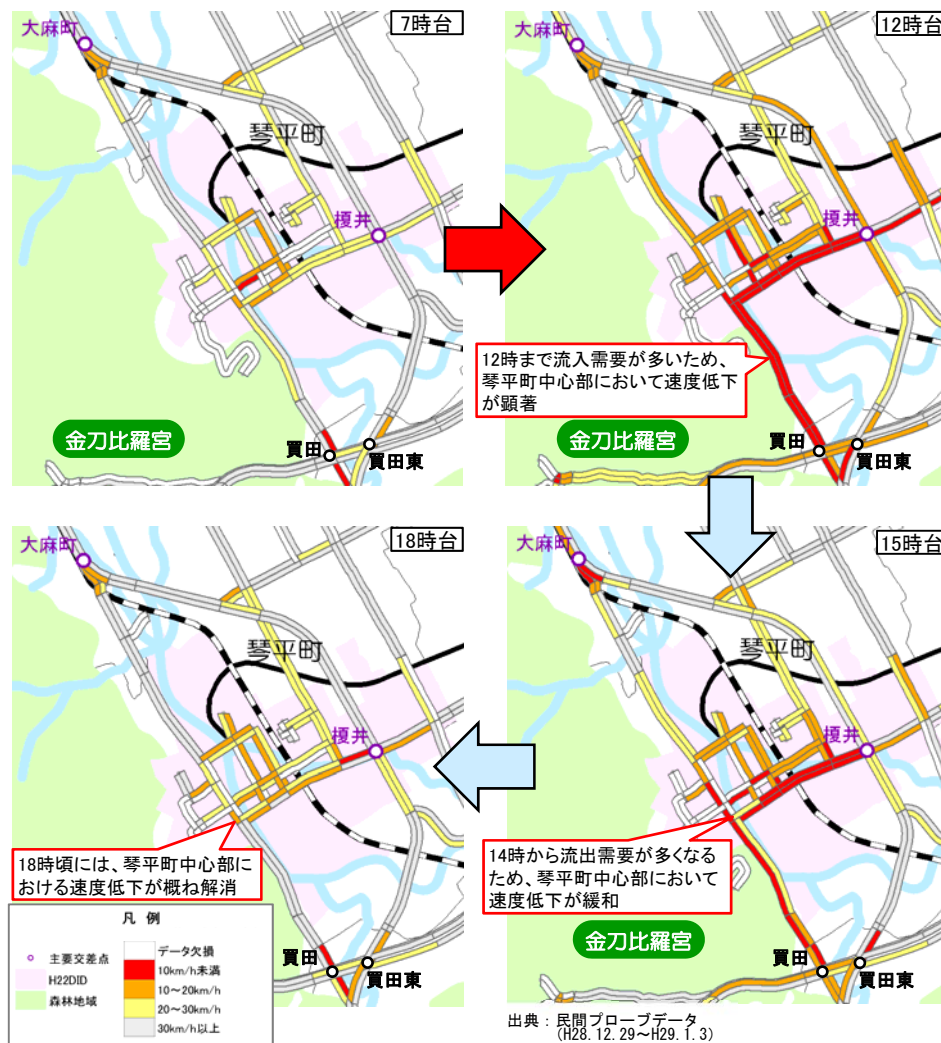 大麻町
7時台
琴平町
榎井
金刀比羅宮
買田
買田東
大麻町
12時台
琴平町
榎井
12時まで流入需要が多いため、
琴平町中心部において速度低下
が顕著
金刀比羅宮
買田
買田東
大麻町
18時台
琴平町
榎井
18時頃には、琴平町中心部に
おける速度低下が概ね解消
買田
買田東
凡 例
主要交差点
H22DID
森林地域
データ欠損
10km/h未満
10～20km/h
20～30km/h
30km/h以上
大麻町
15時台
琴平町
榎井
14時から流出需要が多くなる
ため、琴平町中心部において
速度低下が緩和
金刀比羅宮
買田
買田東
出典：民間プローブデータ
(H28.12.29～H29.1.3)